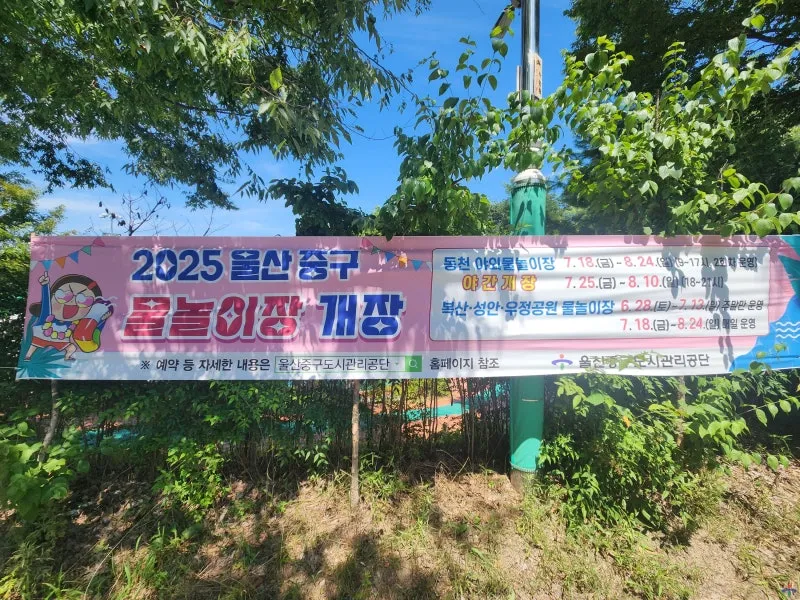 2025 울산 중구
물놀이장 개장
※ 예약 등 자세한 내용은 울산중구도시관리공단 홈페이지 참조
동천 야외물놀이장 7. 18.(금) ~ 8. 24.(일) (9~17시, 2회차 운영)
야간개장 7. 25.(금) ~ 8. 10.(일) (18~21시)
복산·성안·유정공원 물놀이장 6. 28.(토) ~ 7. 13.(일) 주말만 운영
7. 18.(금) ~ 8. 24.(일) 매일 운영
울산중구도시관리공단